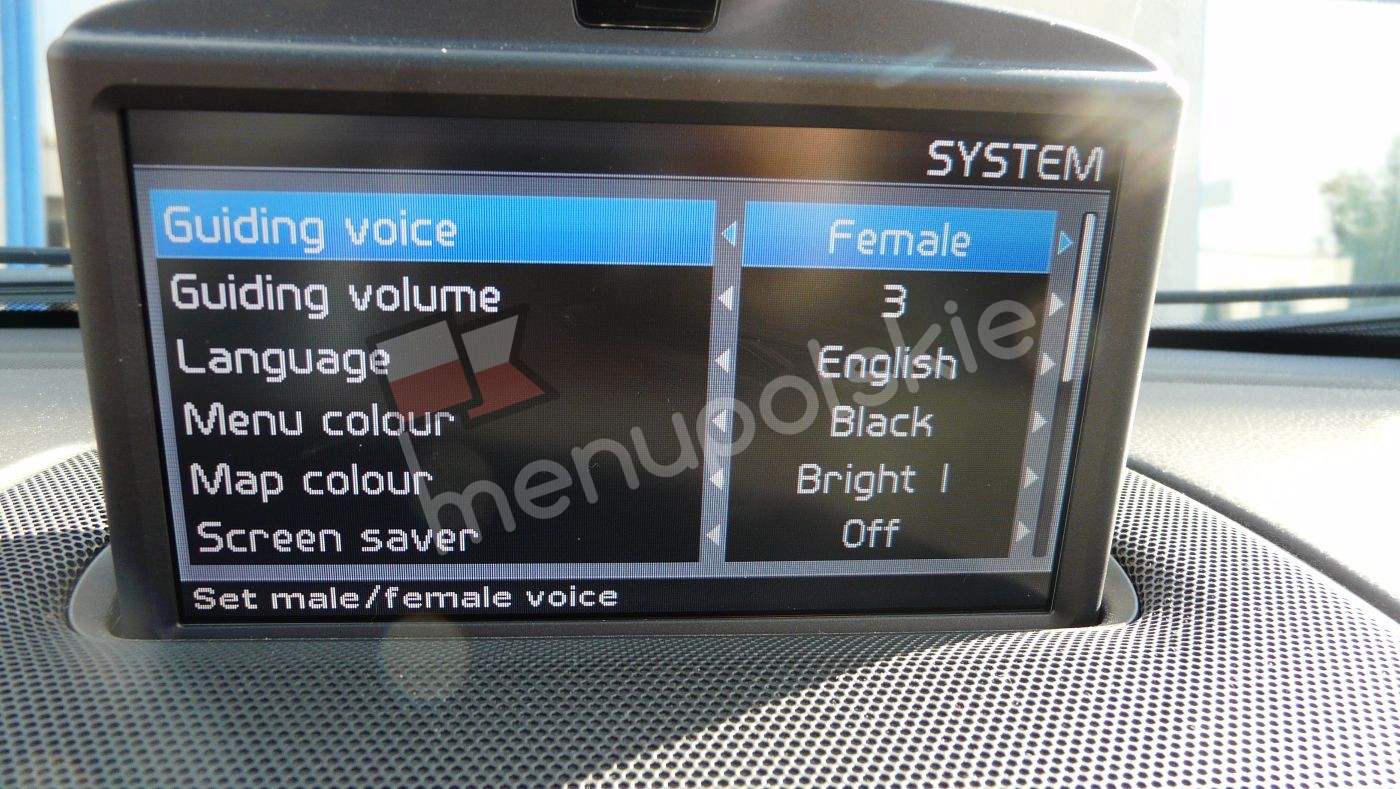 SYSTEM
Guiding voice Female
Guiding volume 3
Language English
Menu colour Black
Map colour Bright 1
Screen saver Off
Set male/female voice
menupolskie